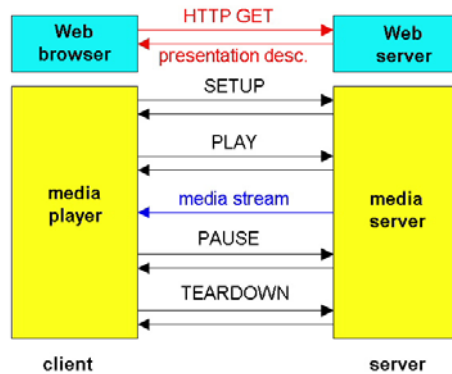 HTTP GET
Web
browser
Web
server
presentation desc.
SETUP
PLAY
media
player
media stream
media
server
PAUSE
TEARDOWN
client
server